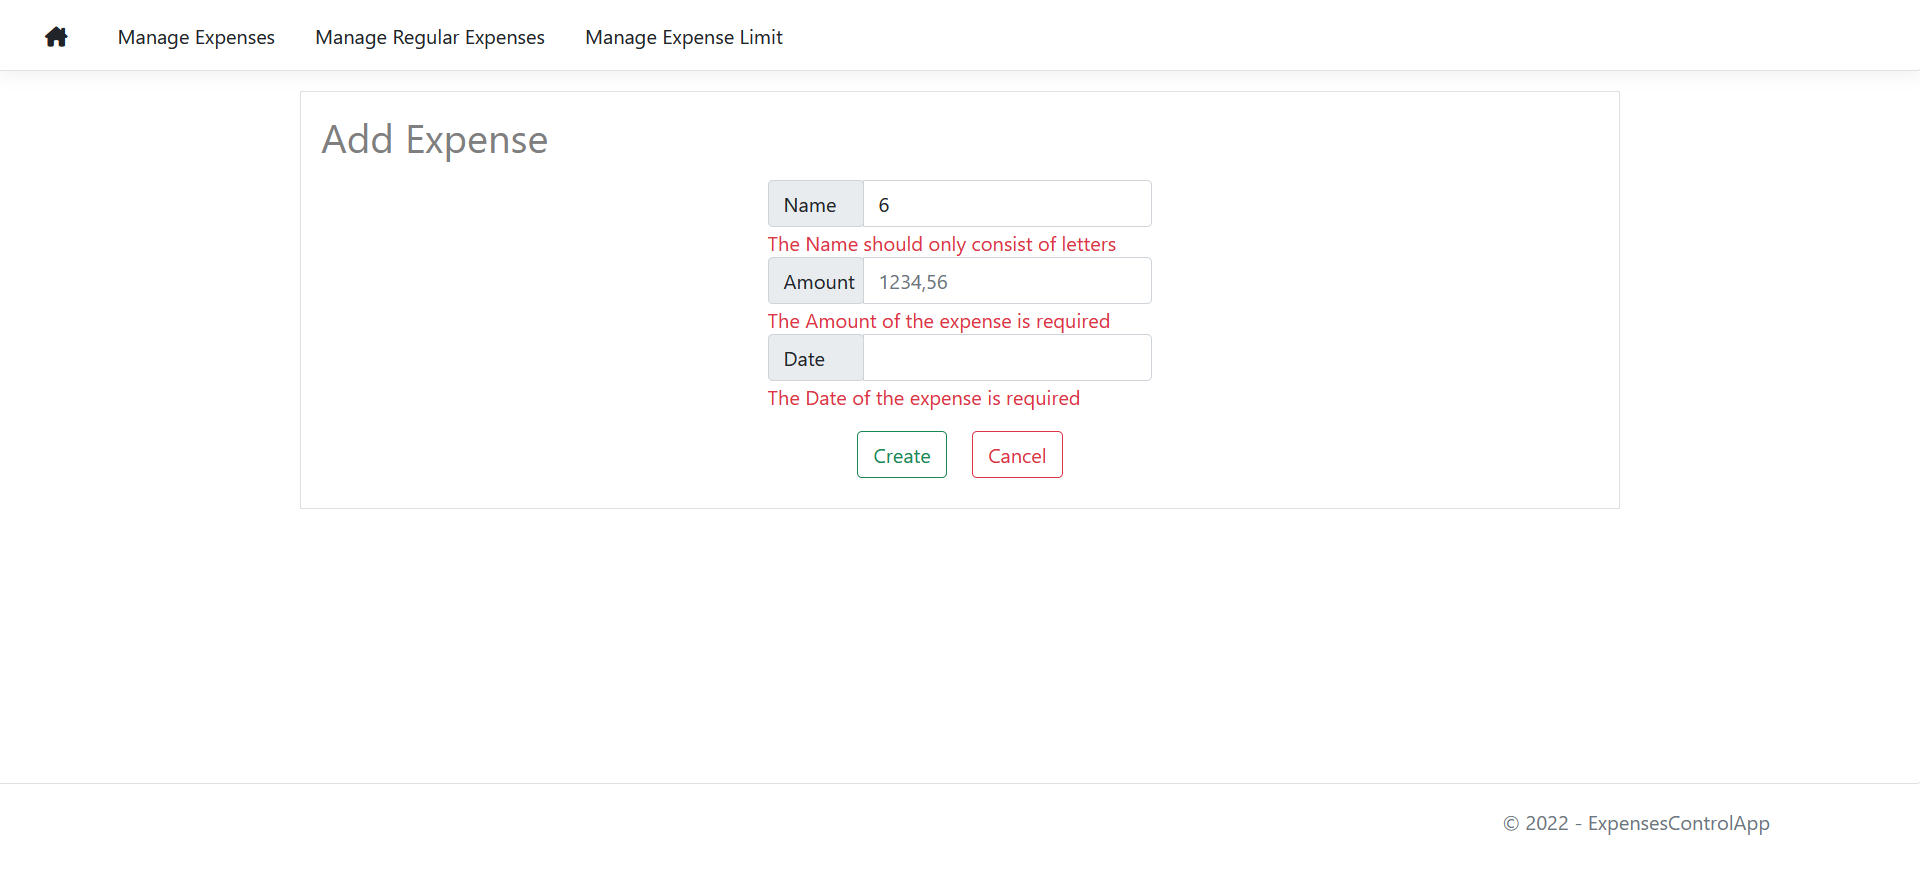 Manage Expenses Manage Regular Expenses Manage Expense Limit
Add Expense
Name 6
The Name should only consist of letters
Amount 1234,56
The Amount of the expense is required
Date
The Date of the expense is required
Create Cancel
© 2022 - ExpensesControlApp